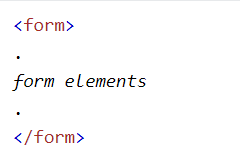 <form>
.
form elements
.
</form>